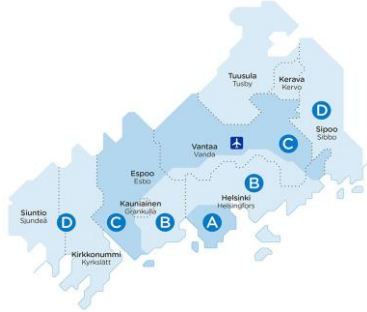 Tuusula
Tusby
Kerava
Kervo
D
Sipoo
Sibbo
Vantaa
Vanda
C
Espoo
Esbo
B
Helsinki
Helsingfors
Kauniainen
Grankulla
Siuntio
Sjundeå
D
C
B
A
Kirkkonummi
Kyrkslätt